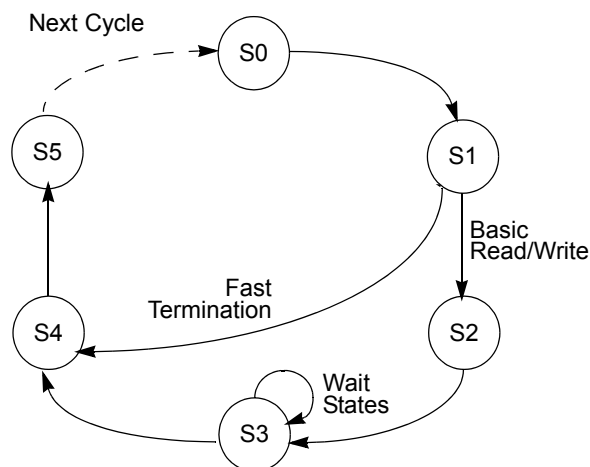 Next Cycle
S0
S5
S1
Basic
Read/Write
Fast
Termination
S4
S2
Wait
States
S3